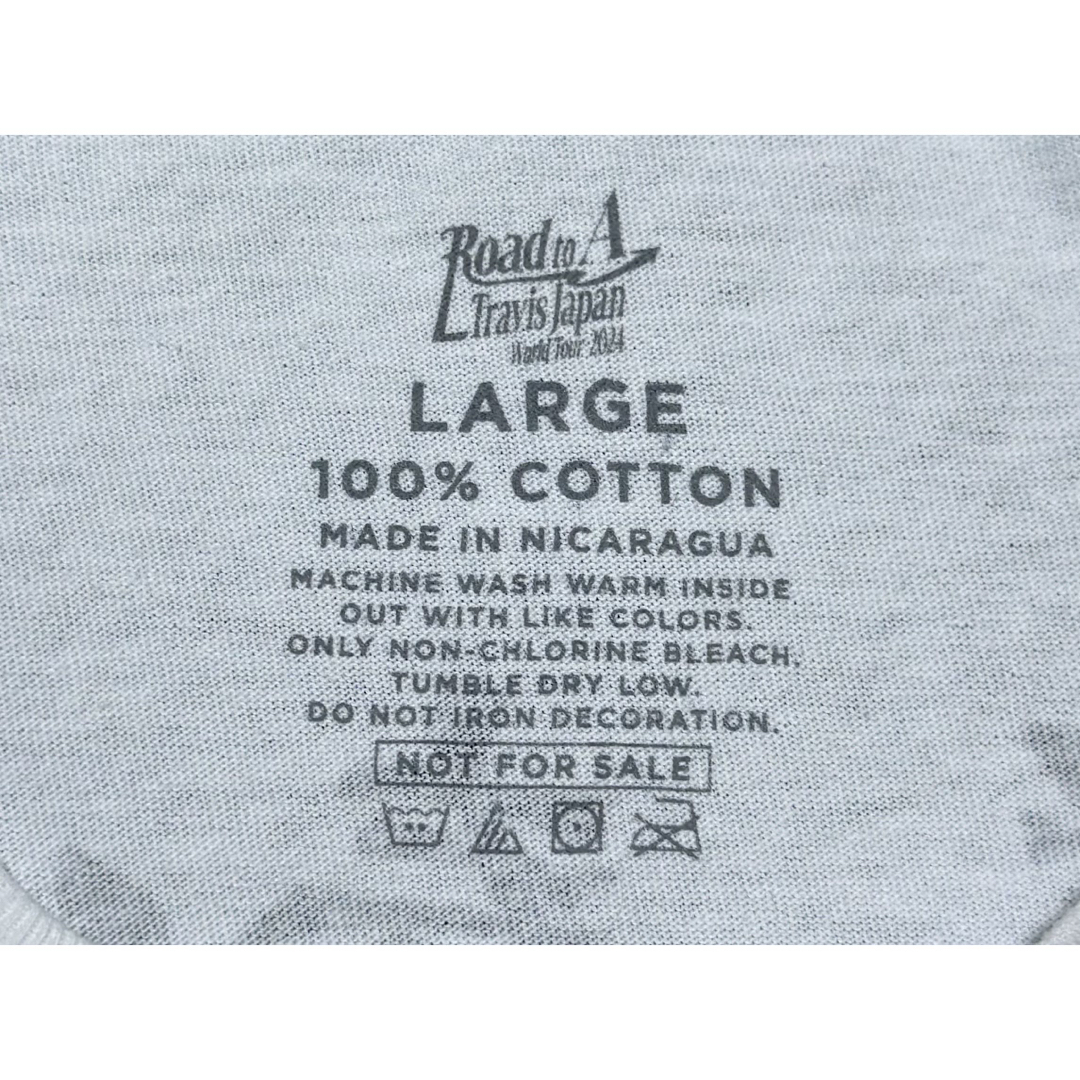 Road to A
Travis Japan
World Tour 2024
LARGE
100% COTTON
MADE IN NICARAGUA
MACHINE WASH WARM INSIDE
OUT WITH LIKE COLORS.
ONLY NON-CHLORINE BLEACH.
TUMBLE DRY LOW.
DO NOT IRON DECORATION.
NOT FOR SALE